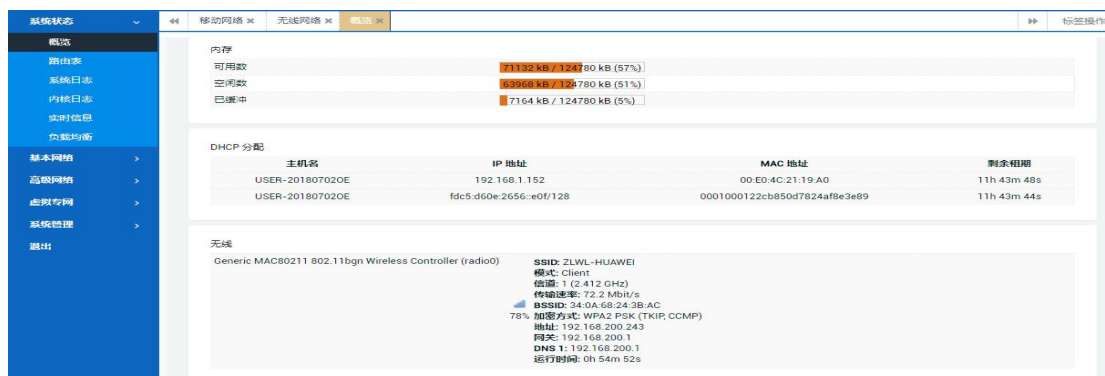 系统状态
移动网络
无线网络
概览
标签操作
概览
路由表
系统日志
内核日志
实时信息
负载均衡
基本网络
高级网络
虚拟专网
系统管理
退出
内存
可用数 71132 kB / 124780 kB (57%)
空闲数 63968 kB / 124780 kB (51%)
已缓冲 7164 kB / 124780 kB (5%)
DHCP 分配
主机名 IP 地址 MAC 地址 剩余租期
USER-20180702OE 192.168.1.152 00:E0:4C:21:19:A0 11h 43m 48s
USER-20180702OE fdc5:d60e:2656::e0f/128 0001000122cb850d7824af8e3e89 11h 43m 44s
无线
Generic MAC80211 802.11bgn Wireless Controller (radio0)
78%
SSID: ZLWL-HUAWEI
模式: Client
信道: 1 (2.412 GHz)
传输速率: 72.2 Mbit/s
BSSID: 34:0A:68:24:3B:AC
加密方式: WPA2 PSK (TKIP, CCMP)
地址: 192.168.200.243
网关: 192.168.200.1
DNS 1: 192.168.200.1
运行时间: 0h 54m 52s